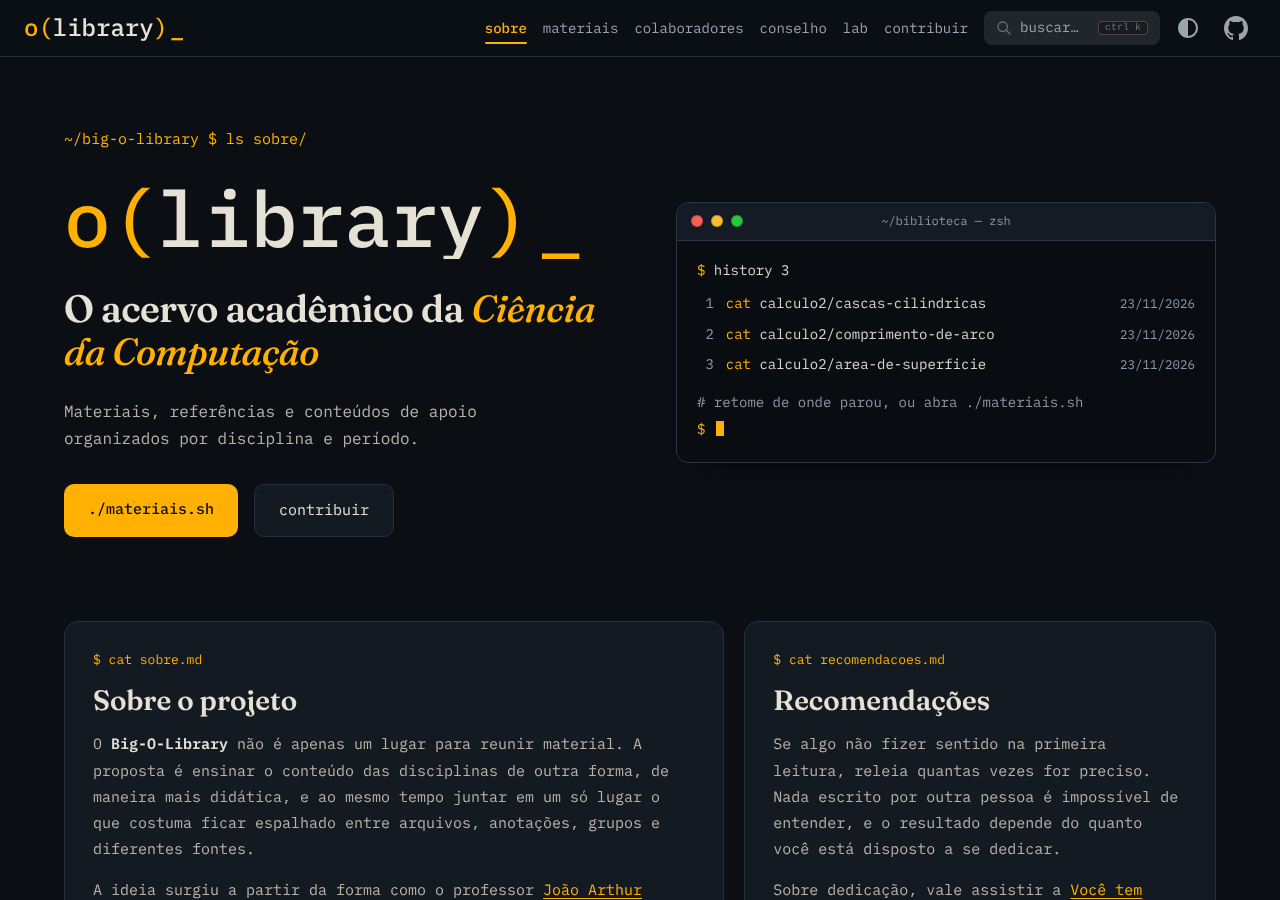 o(library)_
sobre materiais colaboradores conselho lab contribuir buscar… ctrl k
~/big-o-library $ ls sobre/
o(library)_
O acervo acadêmico da Ciência
da Computação
Materiais, referências e conteúdos de apoio
organizados por disciplina e período.
./materiais.sh contribuir
~/biblioteca — zsh
$ history 3
1 cat calculo2/cascas-cilindricas 23/11/2026
2 cat calculo2/comprimento-de-arco 23/11/2026
3 cat calculo2/area-de-superficie 23/11/2026
# retome de onde parou, ou abra ./materiais.sh
$
$ cat sobre.md
Sobre o projeto
O Big-O-Library não é apenas um lugar para reunir material. A
proposta é ensinar o conteúdo das disciplinas de outra forma, de
maneira mais didática, e ao mesmo tempo juntar em um só lugar o
que costuma ficar espalhado entre arquivos, anotações, grupos e
diferentes fontes.
A ideia surgiu a partir da forma como o professor João Arthur
$ cat recomendacoes.md
Recomendações
Se algo não fizer sentido na primeira
leitura, releia quantas vezes for preciso.
Nada escrito por outra pessoa é impossível de
entender, e o resultado depende do quanto
você está disposto a se dedicar.
Sobre dedicação, vale assistir a Você tem